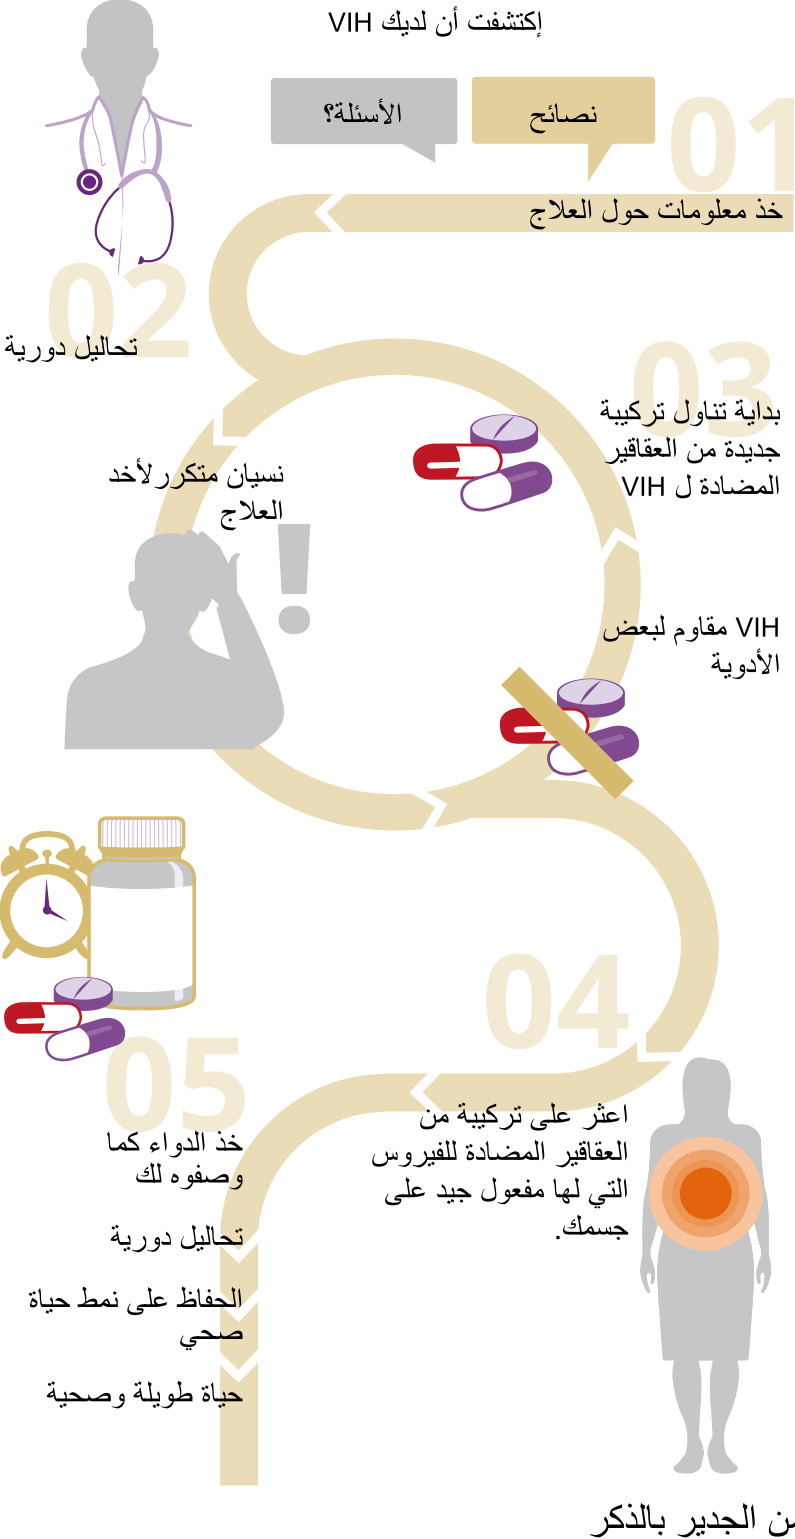 إكتشفت أن لديك VIH
نصائح
الأسئلة؟
01
خذ معلومات حول العلاج
02
تحاليل دورية
03
بداية تناول تركيبة
جديدة من العقاقير
المضادة ل VIH
نسيان متكررلأخد
العلاج
!
VIH مقاوم لبعض
الأدوية
04
اعثر على تركيبة من
العقاقير المضادة للفيروس
التي لها مفعول جيد على
جسمك.
05
خذ الدواء كما
وصفوه لك
تحاليل دورية
الحفاظ على نمط حياة
صحي
حياة طويلة وصحية
الجدير بالذكر